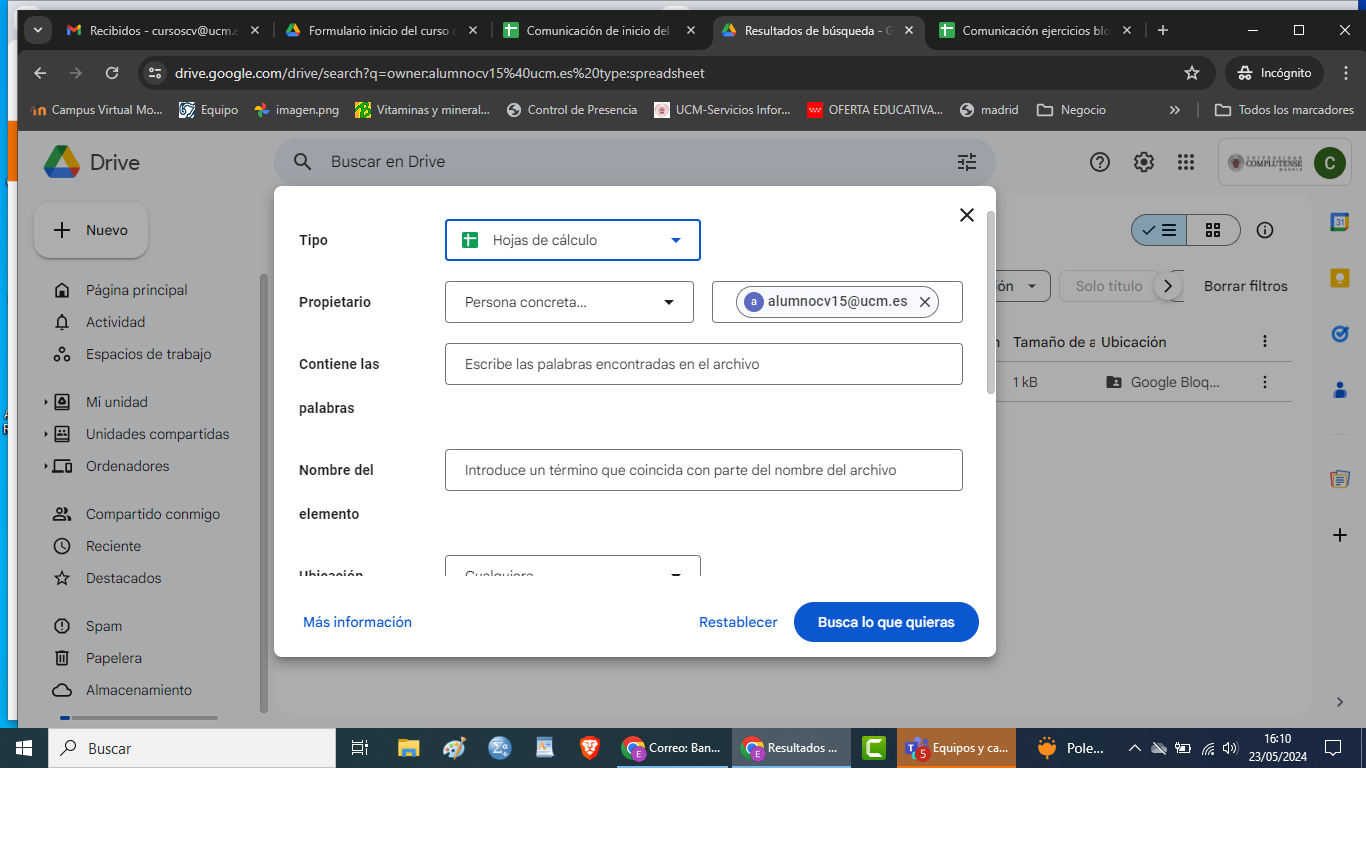 Recibidos - cursoscv@ucm.e
Formulario inicio del curso
Comunicación de inicio del
Resultados de búsqueda - G
Comunicación ejercicios blo
drive.google.com/drive/search?q=owner:alumnocv15%40ucm.es%20type:spreadsheet
Incógnito
Campus Virtual Mo...
Equipo
imagen.png
Vitaminas y mineral...
Control de Presencia
UCM-Servicios Infor...
OFERTA EDUCATIVA...
madrid
Negocio
Todos los marcadores
Drive
Buscar en Drive
UNIVERSIDAD
COMPLUTENSE
MADRID
C
Nuevo
Página principal
Actividad
Espacios de trabajo
Mi unidad
Unidades compartidas
Ordenadores
Compartido conmigo
Reciente
Destacados
Spam
Papelera
Almacenamiento
Tipo
Hojas de cálculo
Propietario
Persona concreta...
a alumnocv15@ucm.es
Contiene las
palabras
Escribe las palabras encontradas en el archivo
Nombre del
elemento
Introduce un término que coincida con parte del nombre del archivo
Ubicación
Cualquiera
Más información
Restablecer
Busca lo que quieras
ón
Solo título
Borrar filtros
n
Tamaño de a
Ubicación
1 kB
Google Bloq...
31
Buscar
Correo: Ban...
E
Resultados ...
E
Equipos y ca...
5
Pole...
16:10
23/05/2024